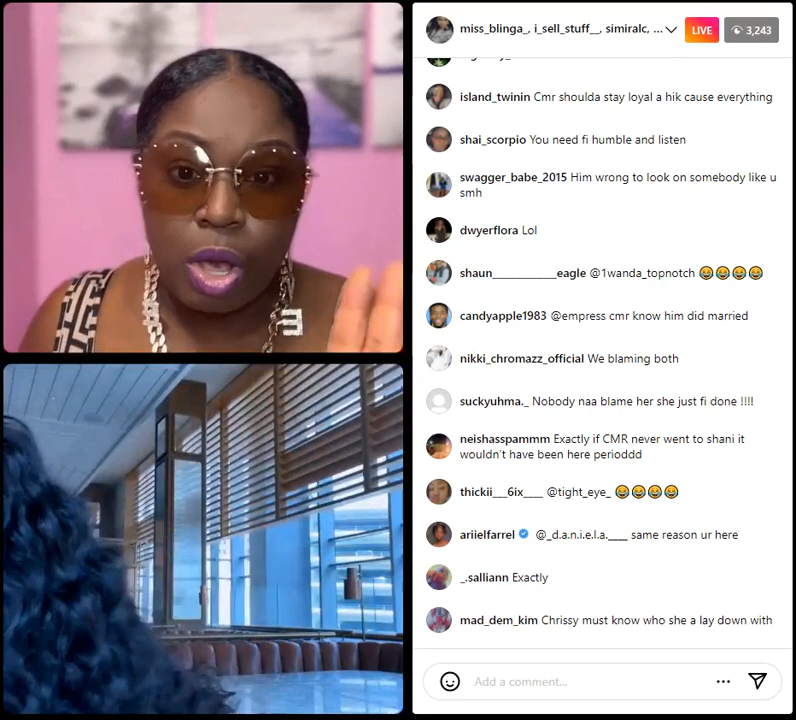 miss_blinga_, i_sell_stuff__, simiralc, ... LIVE 3,243
island_twinin Cmr shoulda stay loyal a hik cause everything
shai_scorpio You need fi humble and listen
swagger_babe_2015 Him wrong to look on somebody like u
smh
dwyerflora Lol
shaun____________eagle @1wanda_topnotch 😂😂😂😂
candyapple1983 @empress cmr know him did married
nikki_chromazz_official We blaming both
suckyuhma._ Nobody naa blame her she just fi done !!!!
neishasspammm Exactly if CMR never went to shani it
wouldn't have been here perioddd
thickii___6ix____ @tight_eye_ 😂😂😂😂
ariielfarrel @_d.a.n.i.e.l.a.____ same reason ur here
_.salliann Exactly
mad_dem_kim Chrissy must know who she a lay down with
Add a comment...